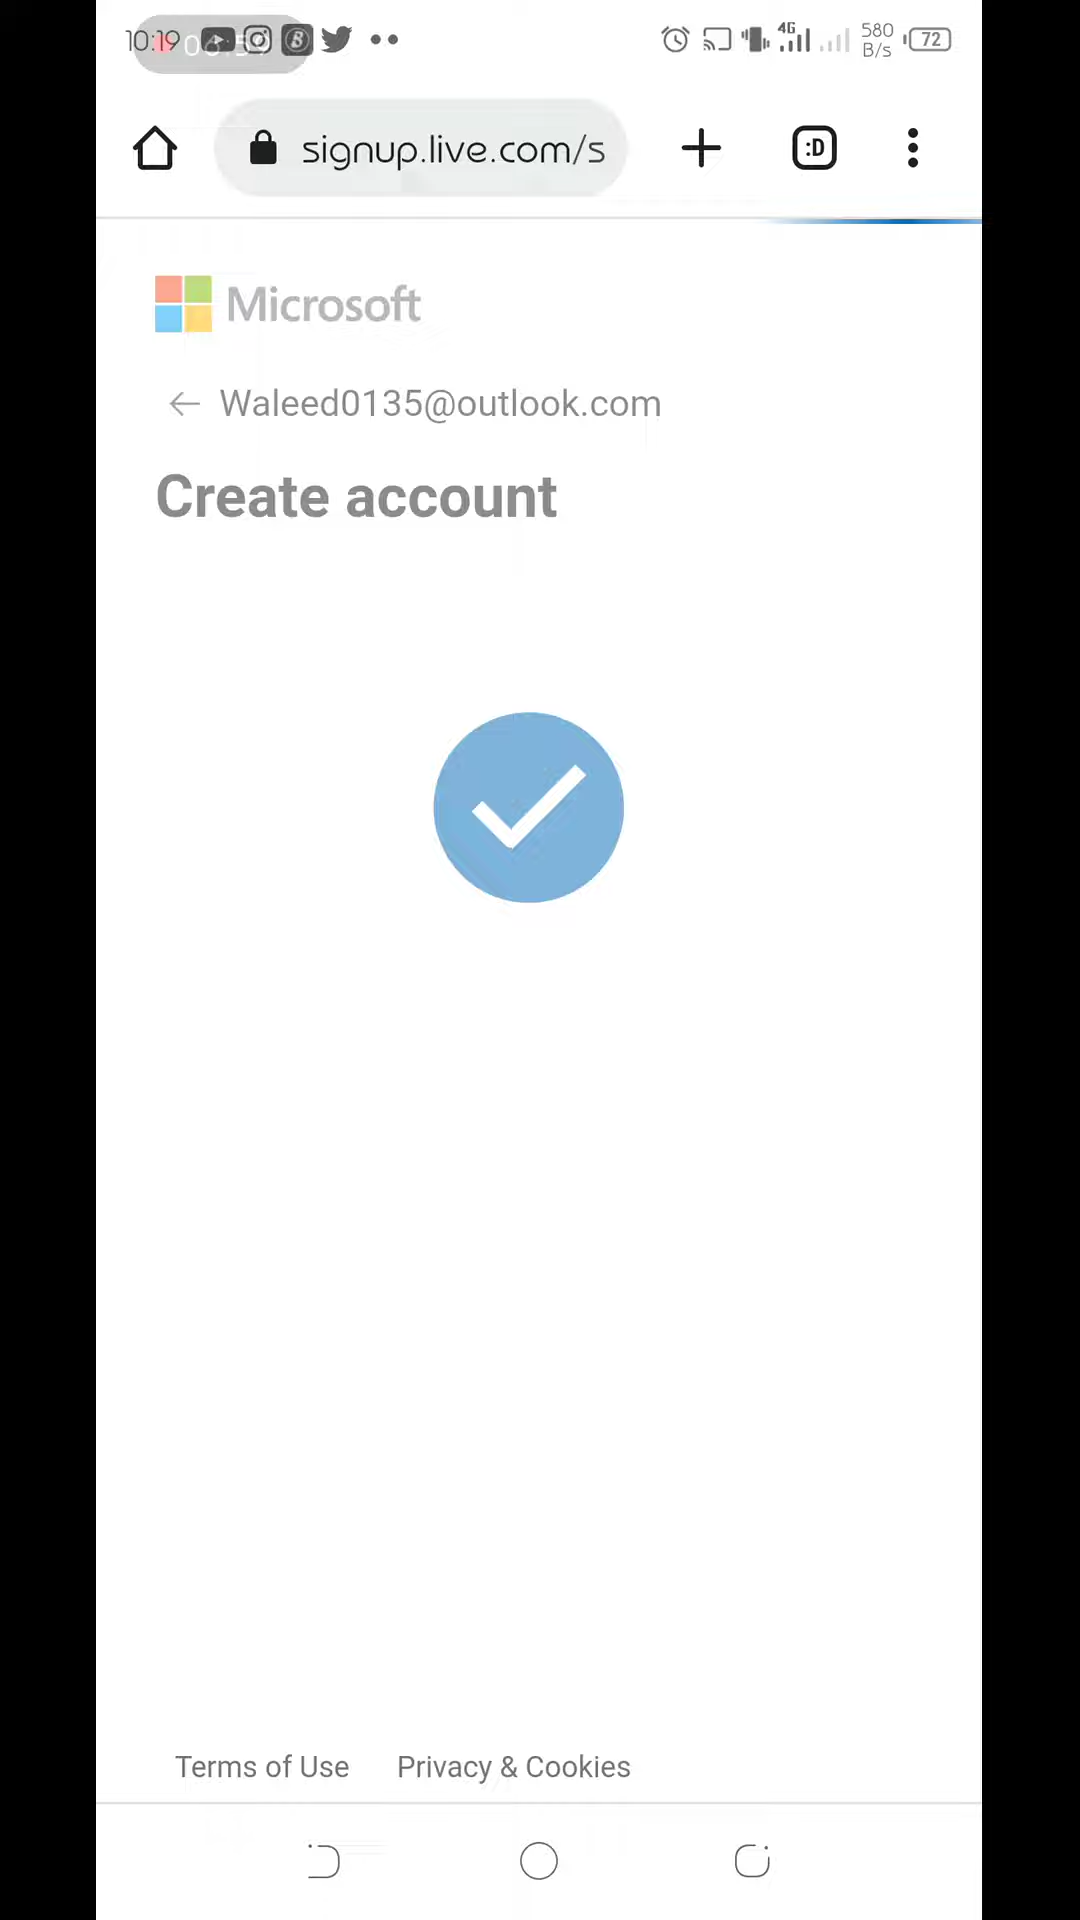 10:19
4G
580
B/s
72
signup.live.com/s
:D
Microsoft
Waleed0135@outlook.com
Create account
Terms of Use Privacy & Cookies